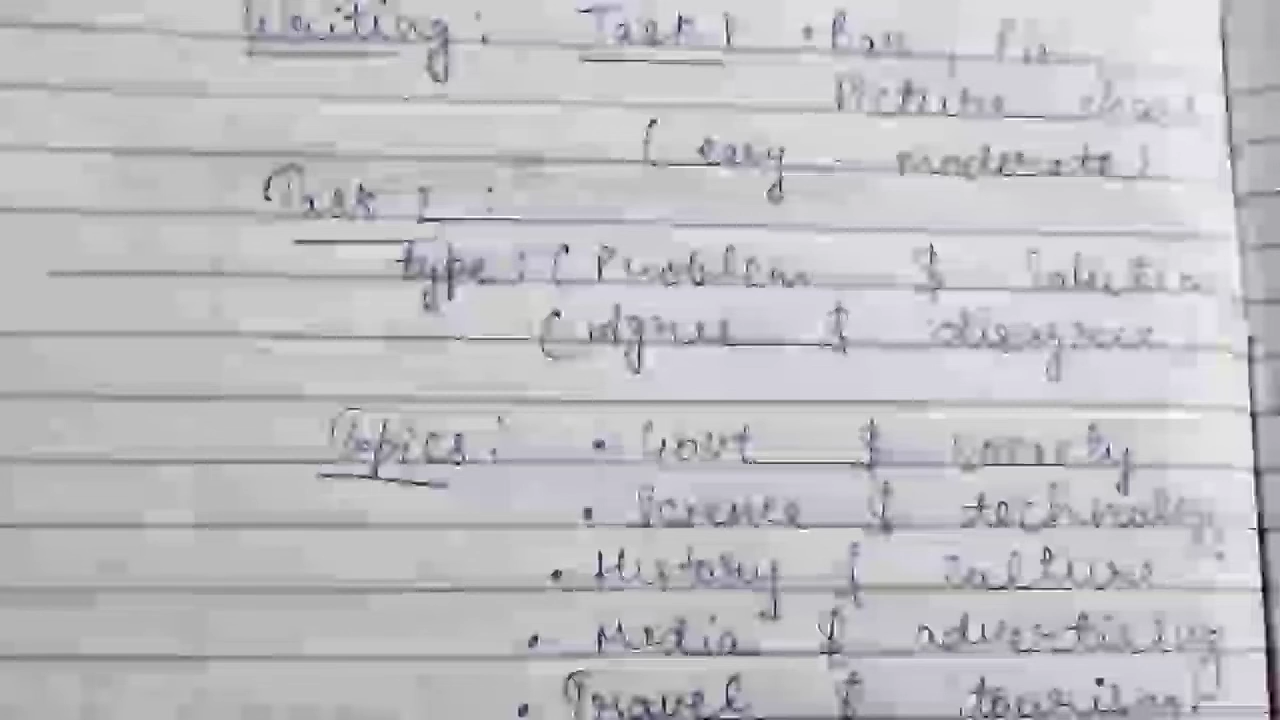 Writing : Task 1 • Bar, Pie
Picture chart
( easy - moderate )
Task 2 :
type : ( Problem & solution
( agree & disagree
Topics : • Govt & society
• Science & technology
• History & culture
• Media & advertising
• Travel & tourism